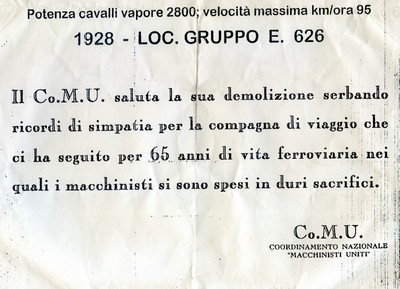 Potenza cavalli vapore 2800; velocità massima km/ora 95
1928 - LOC. GRUPPO E. 626
Il Co.M.U. saluta la sua demolizione serbando
ricordi di simpatia per la compagna di viaggio che
ci ha seguito per 65 anni di vita ferroviaria nei
quali i macchinisti si sono spesi in duri sacrifici.
Co.M.U.
COORDINAMENTO NAZIONALE
"MACCHINISTI UNITI"